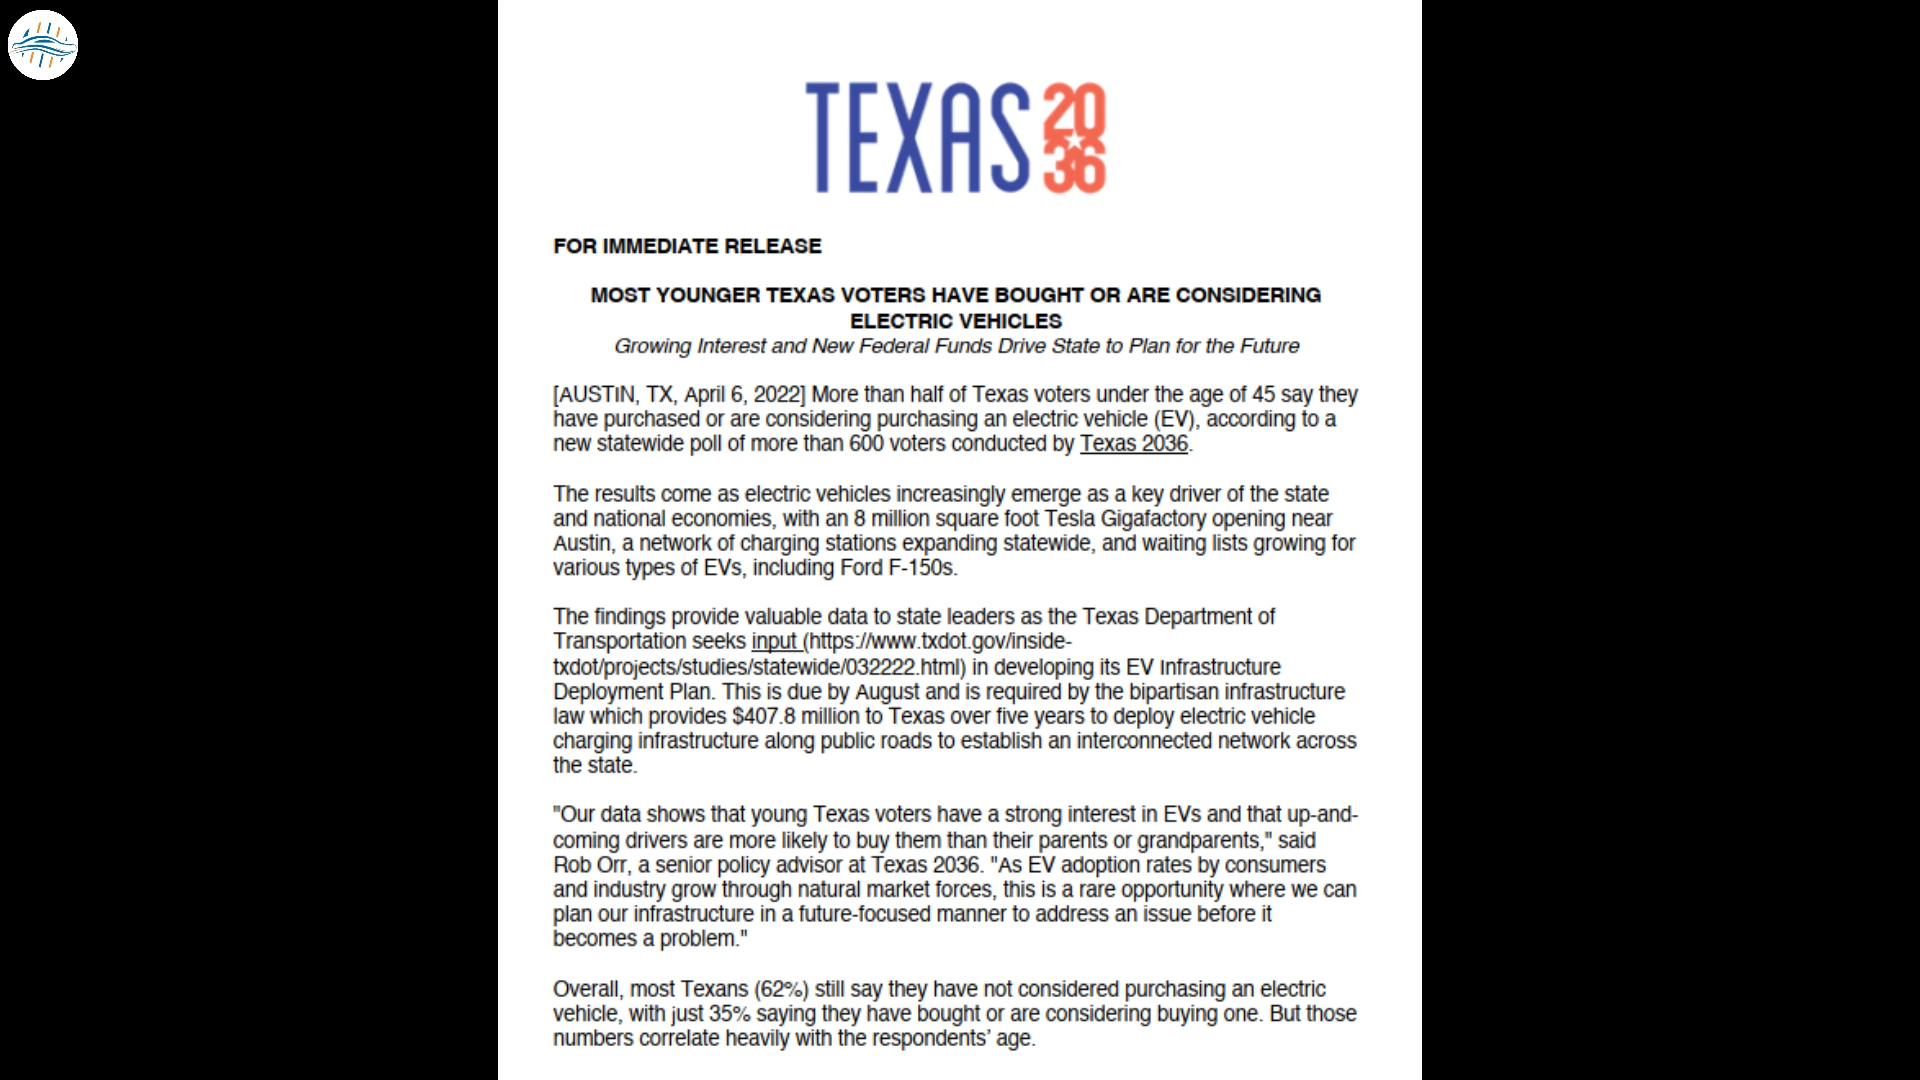 TEXAS 2036
FOR IMMEDIATE RELEASE
MOST YOUNGER TEXAS VOTERS HAVE BOUGHT OR ARE CONSIDERING
ELECTRIC VEHICLES
Growing Interest and New Federal Funds Drive State to Plan for the Future
[AUSTIN, TX, April 6, 2022] More than half of Texas voters under the age of 45 say they
have purchased or are considering purchasing an electric vehicle (EV), according to a
new statewide poll of more than 600 voters conducted by Texas 2036.
The results come as electric vehicles increasingly emerge as a key driver of the state
and national economies, with an 8 million square foot Tesla Gigafactory opening near
Austin, a network of charging stations expanding statewide, and waiting lists growing for
various types of EVs, including Ford F-150s.
The findings provide valuable data to state leaders as the Texas Department of
Transportation seeks input (https://www.txdot.gov/inside-
txdot/projects/studies/statewide/032222.html) in developing its EV Infrastructure
Deployment Plan. This is due by August and is required by the bipartisan infrastructure
law which provides $407.8 million to Texas over five years to deploy electric vehicle
charging infrastructure along public roads to establish an interconnected network across
the state.
"Our data shows that young Texas voters have a strong interest in EVs and that up-and-
coming drivers are more likely to buy them than their parents or grandparents," said
Rob Orr, a senior policy advisor at Texas 2036. "As EV adoption rates by consumers
and industry grow through natural market forces, this is a rare opportunity where we can
plan our infrastructure in a future-focused manner to address an issue before it
becomes a problem."
Overall, most Texans (62%) still say they have not considered purchasing an electric
vehicle, with just 35% saying they have bought or are considering buying one. But those
numbers correlate heavily with the respondents’ age.